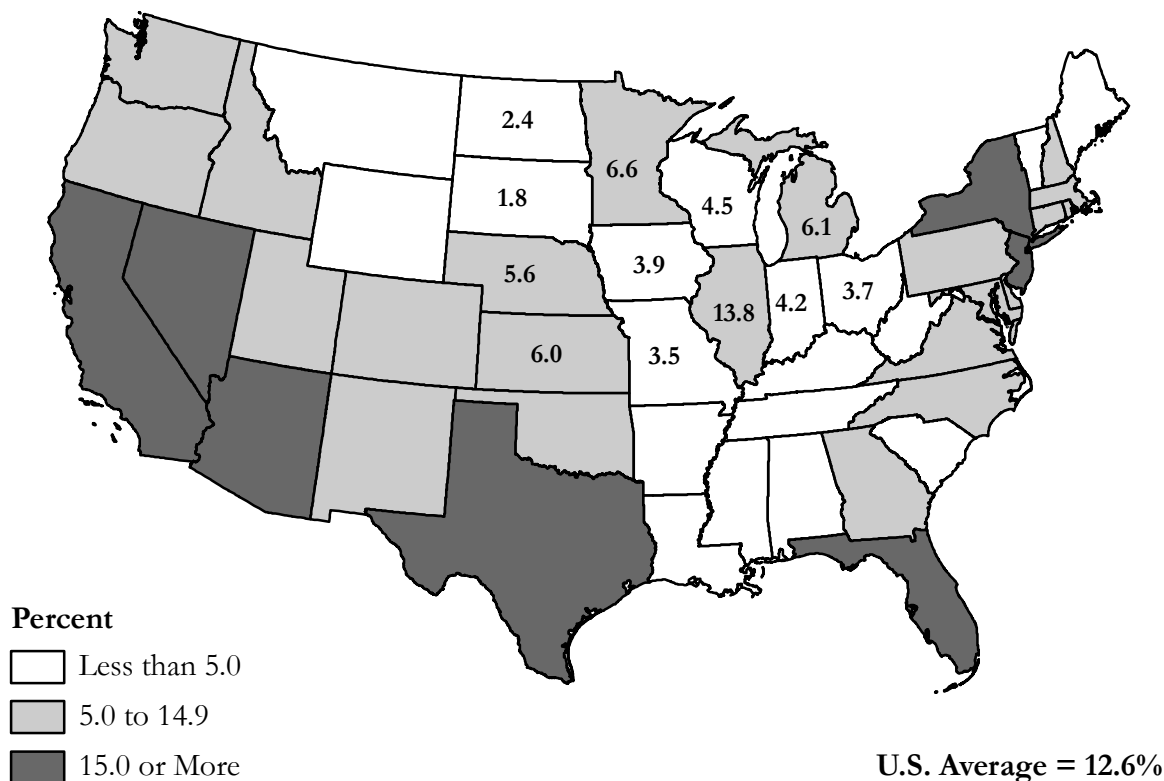 2.4
6.6
1.8
4.5
6.1
3.9
5.6
13.8
4.2
3.7
6.0
3.5
Percent
Less than 5.0
5.0 to 14.9
15.0 or More
U.S. Average = 12.6%